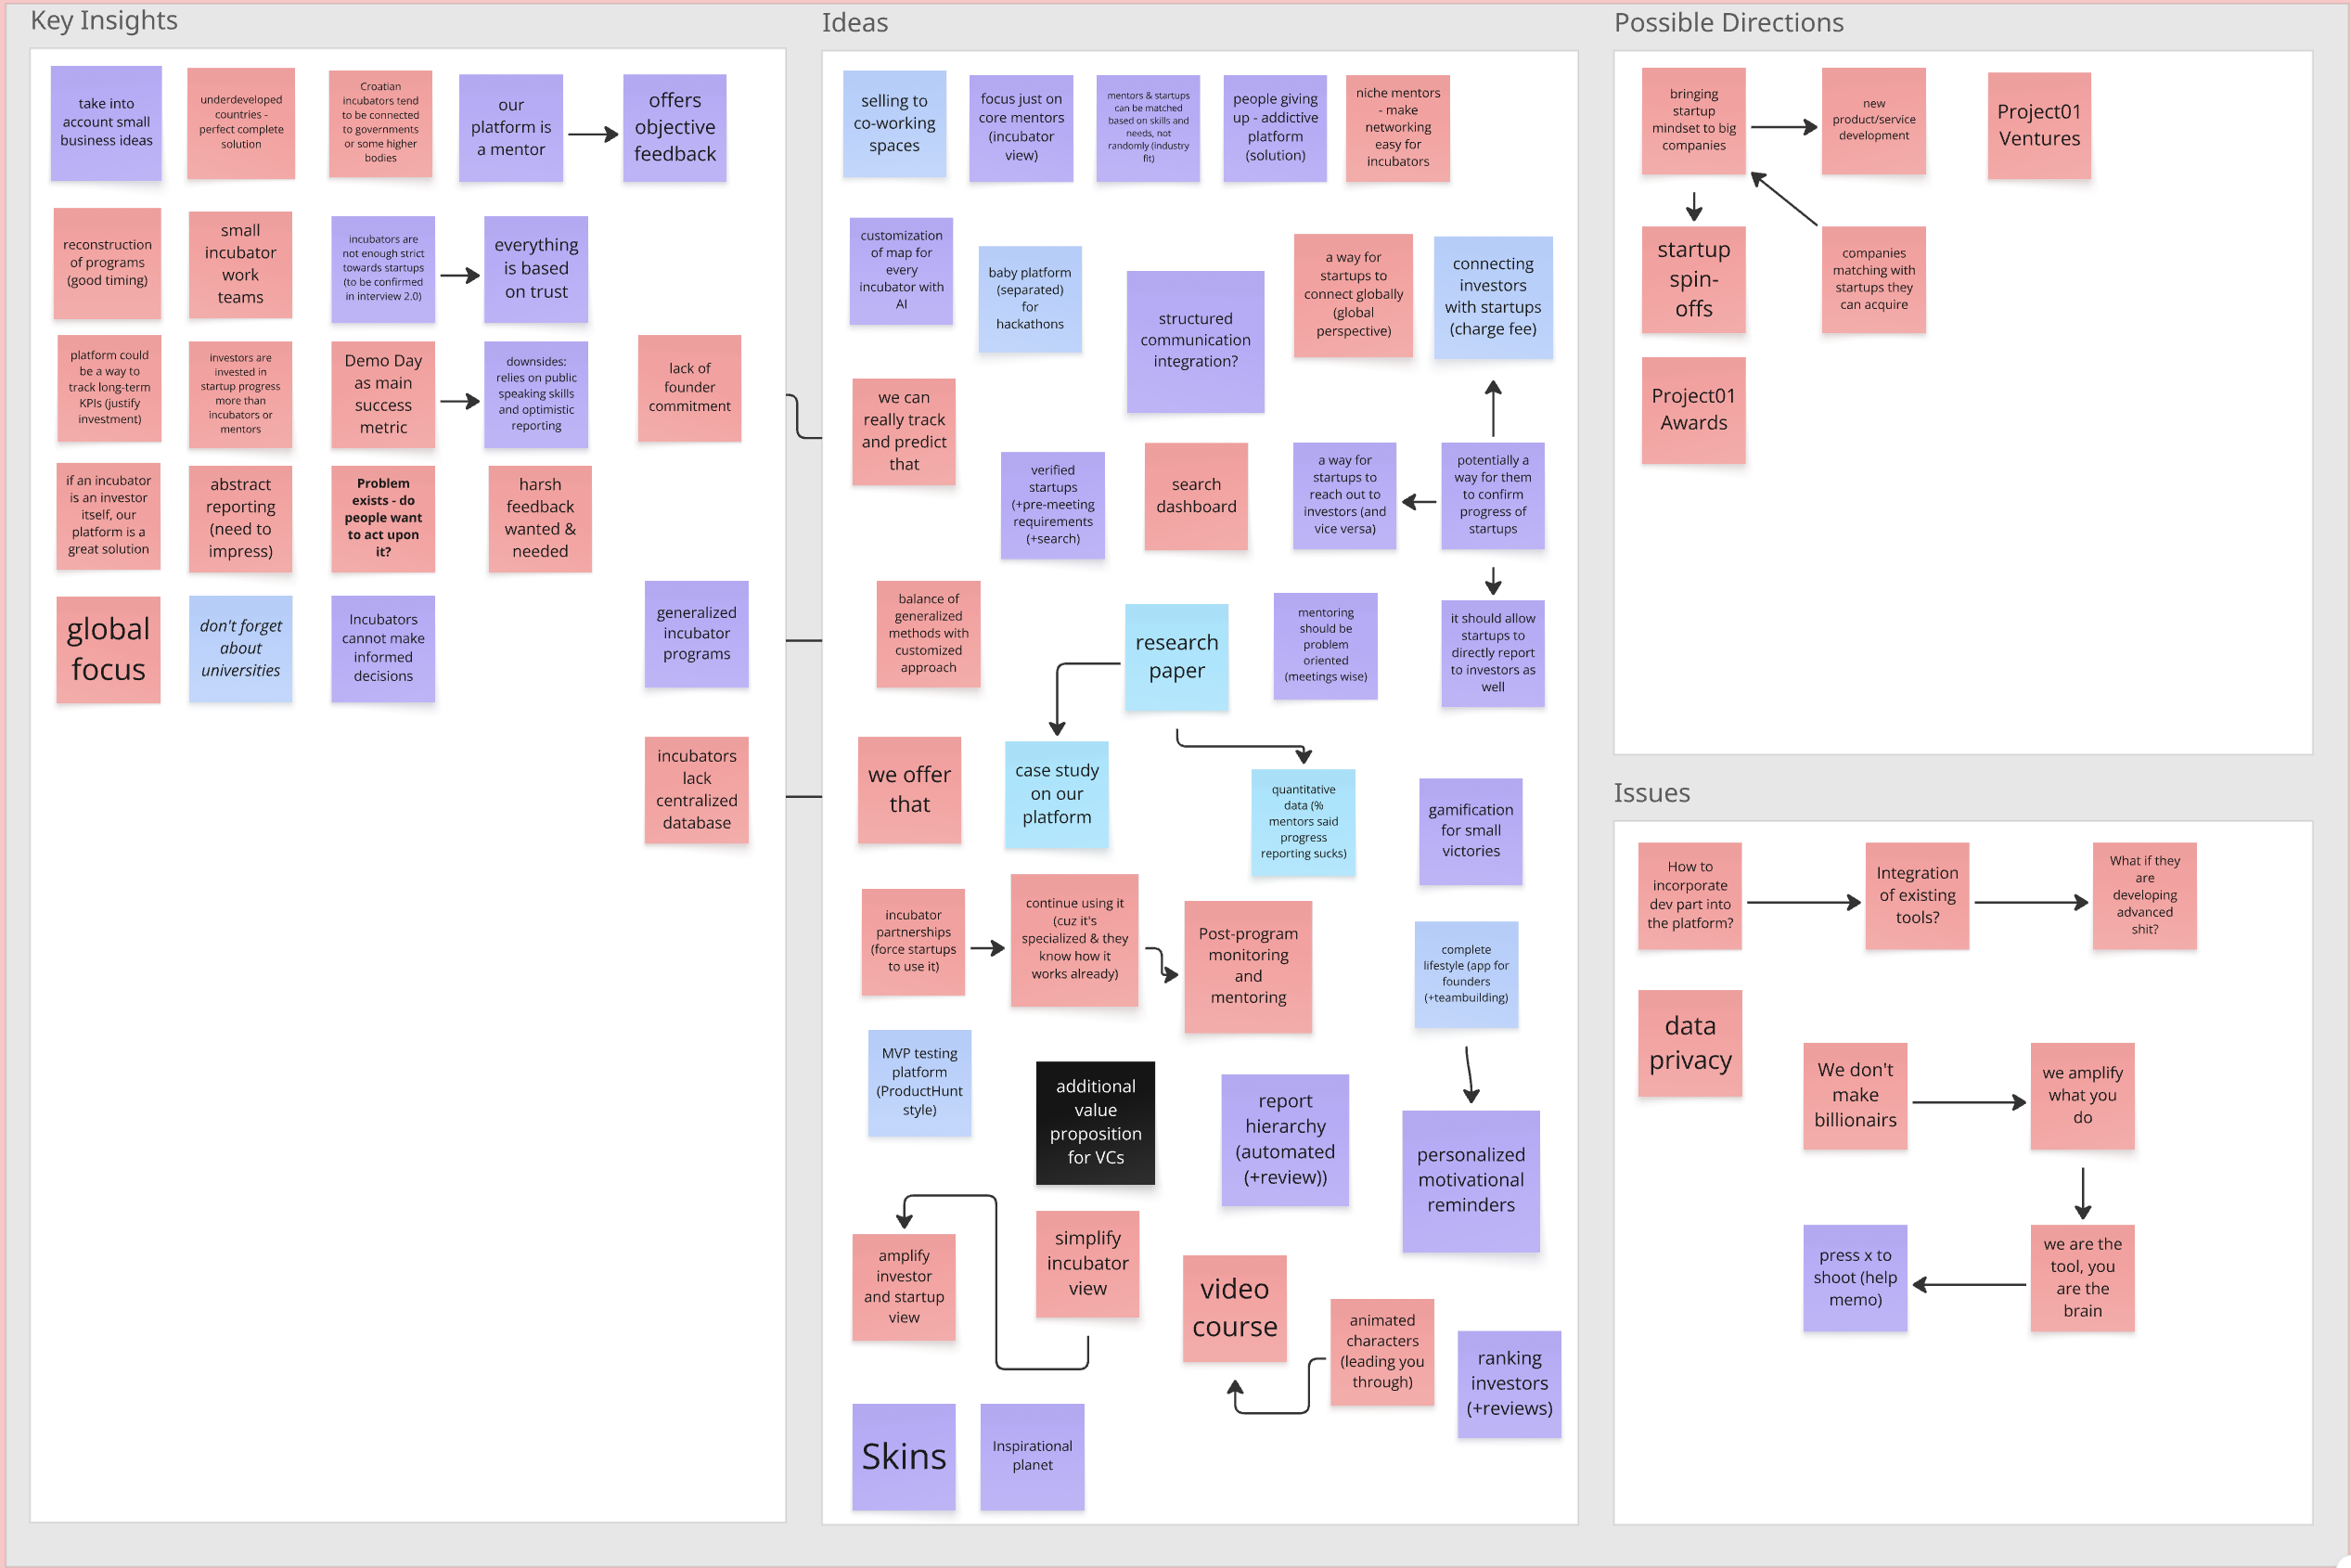 Key Insights
take into
account small
business ideas
underdeveloped
countries -
perfect complete
solution
Croatian
incubators tend
to be connected
to governments
or some higher
bodies
our
platform is
a mentor
offers
objective
feedback
reconstruction
of programs
(good timing)
small
incubator
work
teams
incubators are
not enough strict
towards startups
(to be confirmed
in interview 2.0)
everything
is based
on trust
platform could
be a way to
track long-term
KPIs (justify
investment)
investors are
invested in
startup progress
more than
incubators or
mentors
Demo Day
as main
success
metric
downsides:
relies on public
speaking skills
and optimistic
reporting
lack of
founder
commitment
if an incubator
is an investor
itself, our
platform is a
great solution
abstract
reporting
(need to
impress)
Problem
exists - do
people want
to act upon
it?
harsh
feedback
wanted &
needed
global
focus
don't forget
about
universities
Incubators
cannot make
informed
decisions
generalized
incubator
programs
incubators
lack
centralized
database
Ideas
selling to
co-working
spaces
focus just on
core mentors
(incubator
view)
mentors & startups
can be matched
based on skills and
needs, not
randomly (industry
fit)
people giving
up - addictive
platform
(solution)
niche mentors
- make
networking
easy for
incubators
customization
of map for
every
incubator with
AI
baby platform
(separated)
for
hackathons
structured
communication
integration?
a way for
startups to
connect globally
(global
perspective)
connecting
investors
with startups
(charge fee)
we can
really track
and predict
that
verified
startups
(+pre-meeting
requirements
(+search)
search
dashboard
a way for
startups to
reach out to
investors (and
vice versa)
potentially a
way for them
to confirm
progress of
startups
balance of
generalized
methods with
customized
approach
research
paper
mentoring
should be
problem
oriented
(meetings wise)
it should allow
startups to
directly report
to investors as
well
we offer
that
case study
on our
platform
quantitative
data (%
mentors said
progress
reporting sucks)
gamification
for small
victories
incubator
partnerships
(force startups
to use it)
continue using it
(cuz it's
specialized & they
know how it
works already)
Post-program
monitoring
and
mentoring
complete
lifestyle (app for
founders
(+teambuilding)
MVP testing
platform
(ProductHunt
style)
additional
value
proposition
for VCs
report
hierarchy
(automated
(+review))
personalized
motivational
reminders
amplify
investor
and startup
view
simplify
incubator
view
video
course
animated
characters
(leading you
through)
ranking
investors
(+reviews)
Skins
Inspirational
planet
Possible Directions
bringing
startup
mindset to big
companies
new
product/service
development
Project01
Ventures
startup
spin-
offs
companies
matching with
startups they
can acquire
Project01
Awards
Issues
How to
incorporate
dev part into
the platform?
Integration
of existing
tools?
What if they
are
developing
advanced
shit?
data
privacy
We don't
make
billionairs
we amplify
what you
do
press x to
shoot (help
memo)
we are the
tool, you
are the
brain